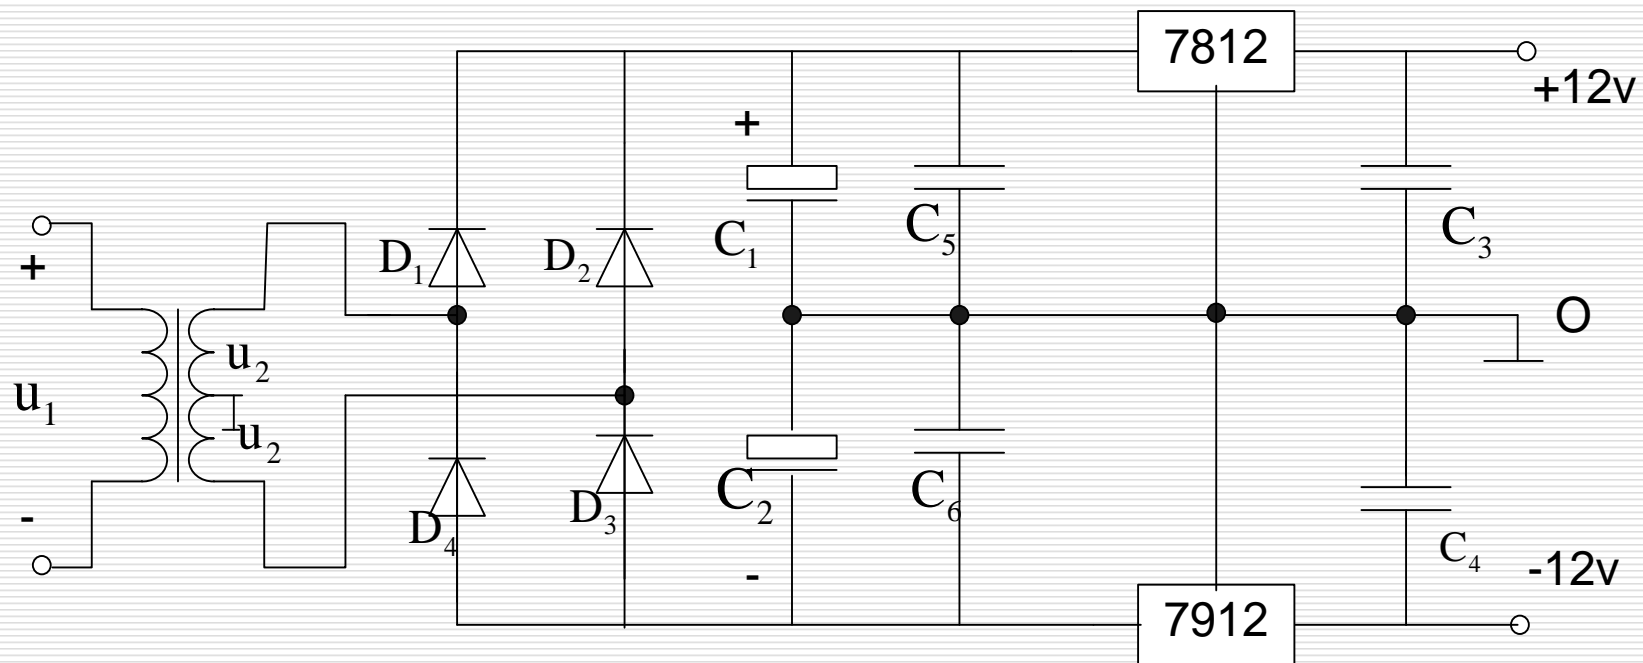 7812
+12v
+
C₁
C₅
C₃
D₁
D₂
+
O
u₂
u₁
u₂
C₂
C₆
D₃
D₄
C₄
-
-
-12v
7912